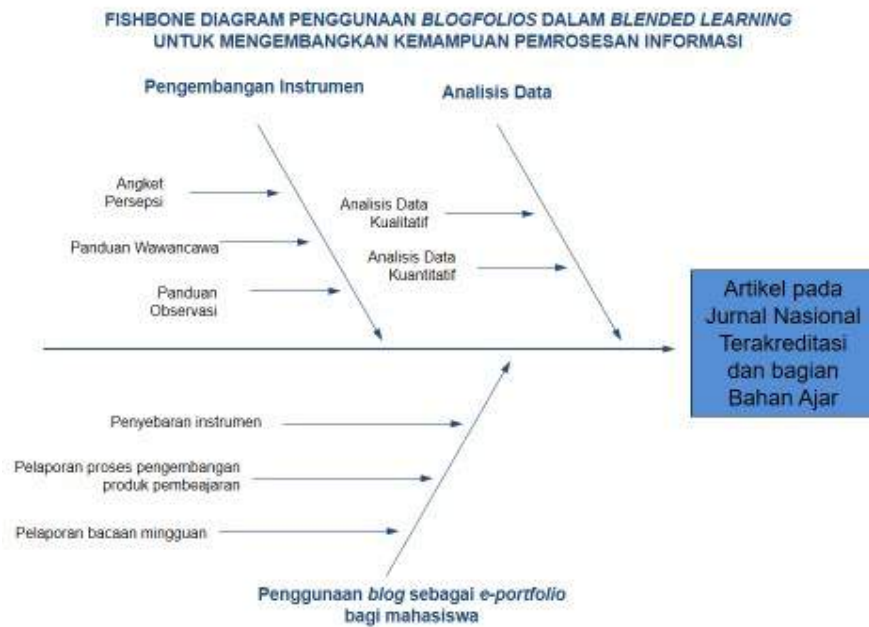 FISHBONE DIAGRAM PENGGUNAAN BLOGFOLIOS DALAM BLENDED LEARNING
UNTUK MENGEMBANGKAN KEMAMPUAN PEMROSESAN INFORMASI
Pengembangan Instrumen
Analisis Data
Angket
Persepsi
Panduan Wawancawa
Panduan
Observasi
Analisis Data
Kualitatif
Analisis Data
Kuantitatif
Artikel pada
Jurnal Nasional
Terakreditasi
dan bagian
Bahan Ajar
Penyebaran instrumen
Pelaporan proses pengembangan
produk pembeajaran
Pelaporan bacaan mingguan
Penggunaan blog sebagai e-portfolio
bagi mahasiswa